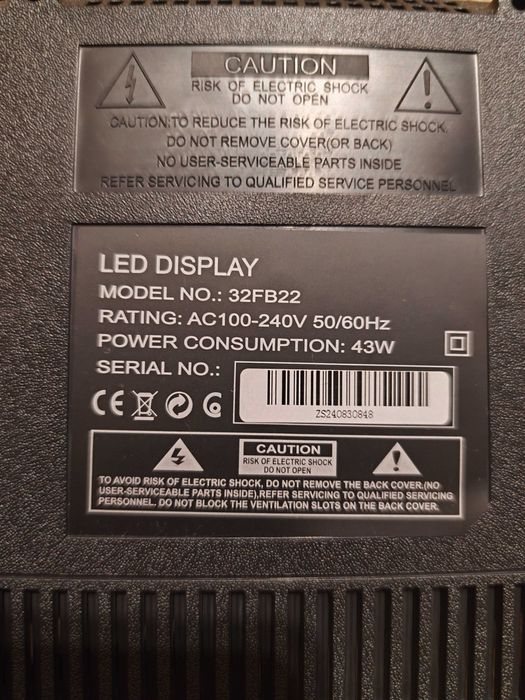 CAUTION
RISK OF ELECTRIC SHOCK
DO NOT OPEN
CAUTION:TO REDUCE THE RISK OF ELECTRIC SHOCK,
DO NOT REMOVE COVER(OR BACK)
NO USER-SERVICEABLE PARTS INSIDE
REFER SERVICING TO QUALIFIED SERVICE PERSONNEL
LED DISPLAY
MODEL NO.: 32FB22
RATING: AC100-240V 50/60Hz
POWER CONSUMPTION: 43W
SERIAL NO.:
ZS240830848
CE
CAUTION
RISK OF ELECTRIC SHOCK
DO NOT OPEN
TO AVOID RISK OF ELECTRIC SHOCK, DO NOT REMOVE THE BACK COVER.(NO
USER-SERVICEABLE PARTS INSIDE),REFER SERVICING TO QUALIFIED SERVICING
PERSONNEL. DO NOT BLOCK THE VENTILATION SLOTS ON THE BACK COVER.